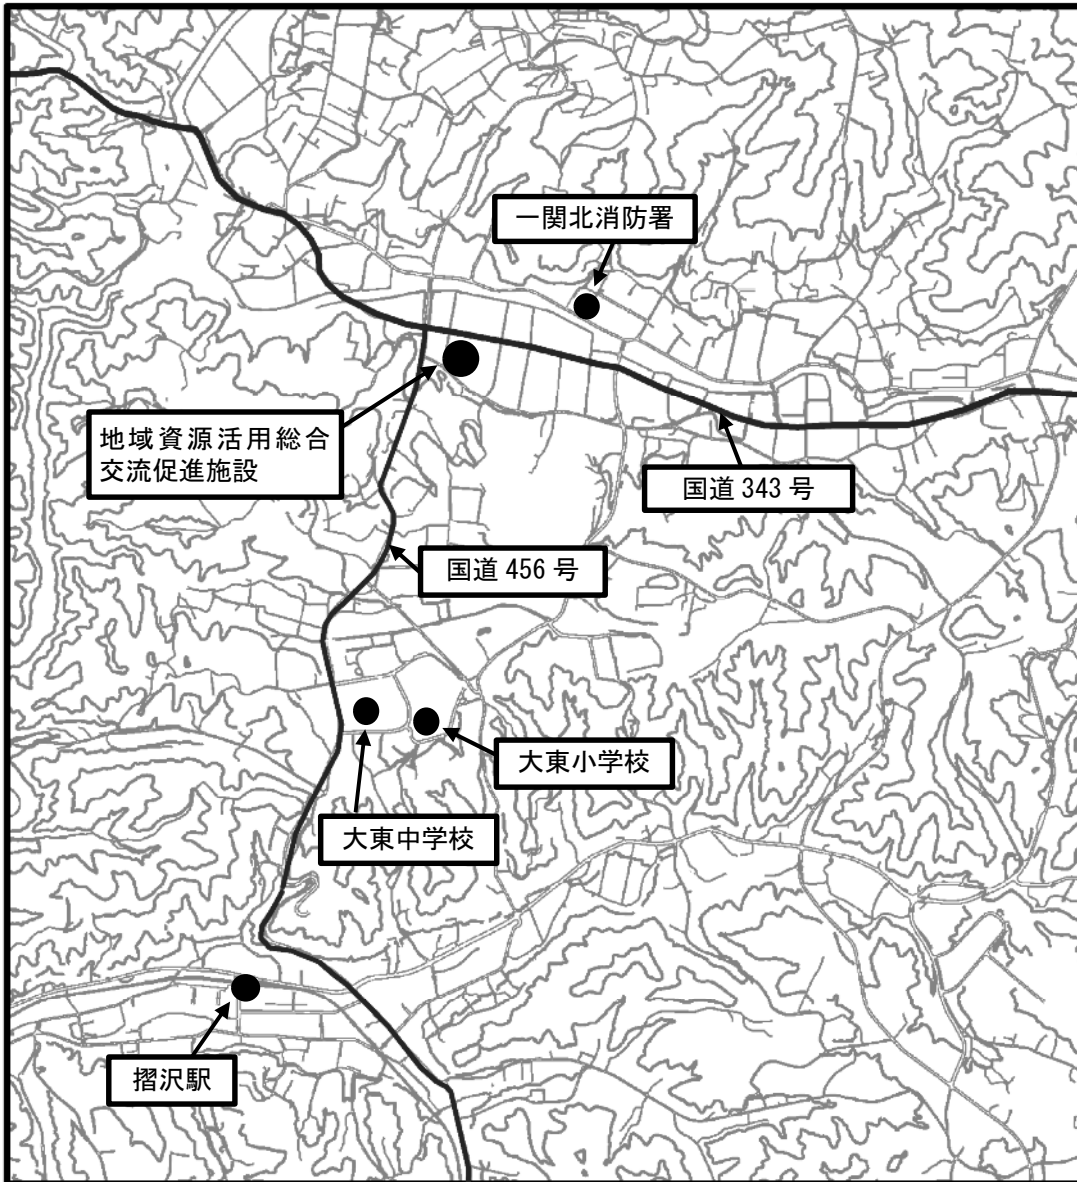 一関北消防署
地域資源活用総合
交流促進施設
国道 343 号
国道 456 号
大東小学校
大東中学校
摺沢駅